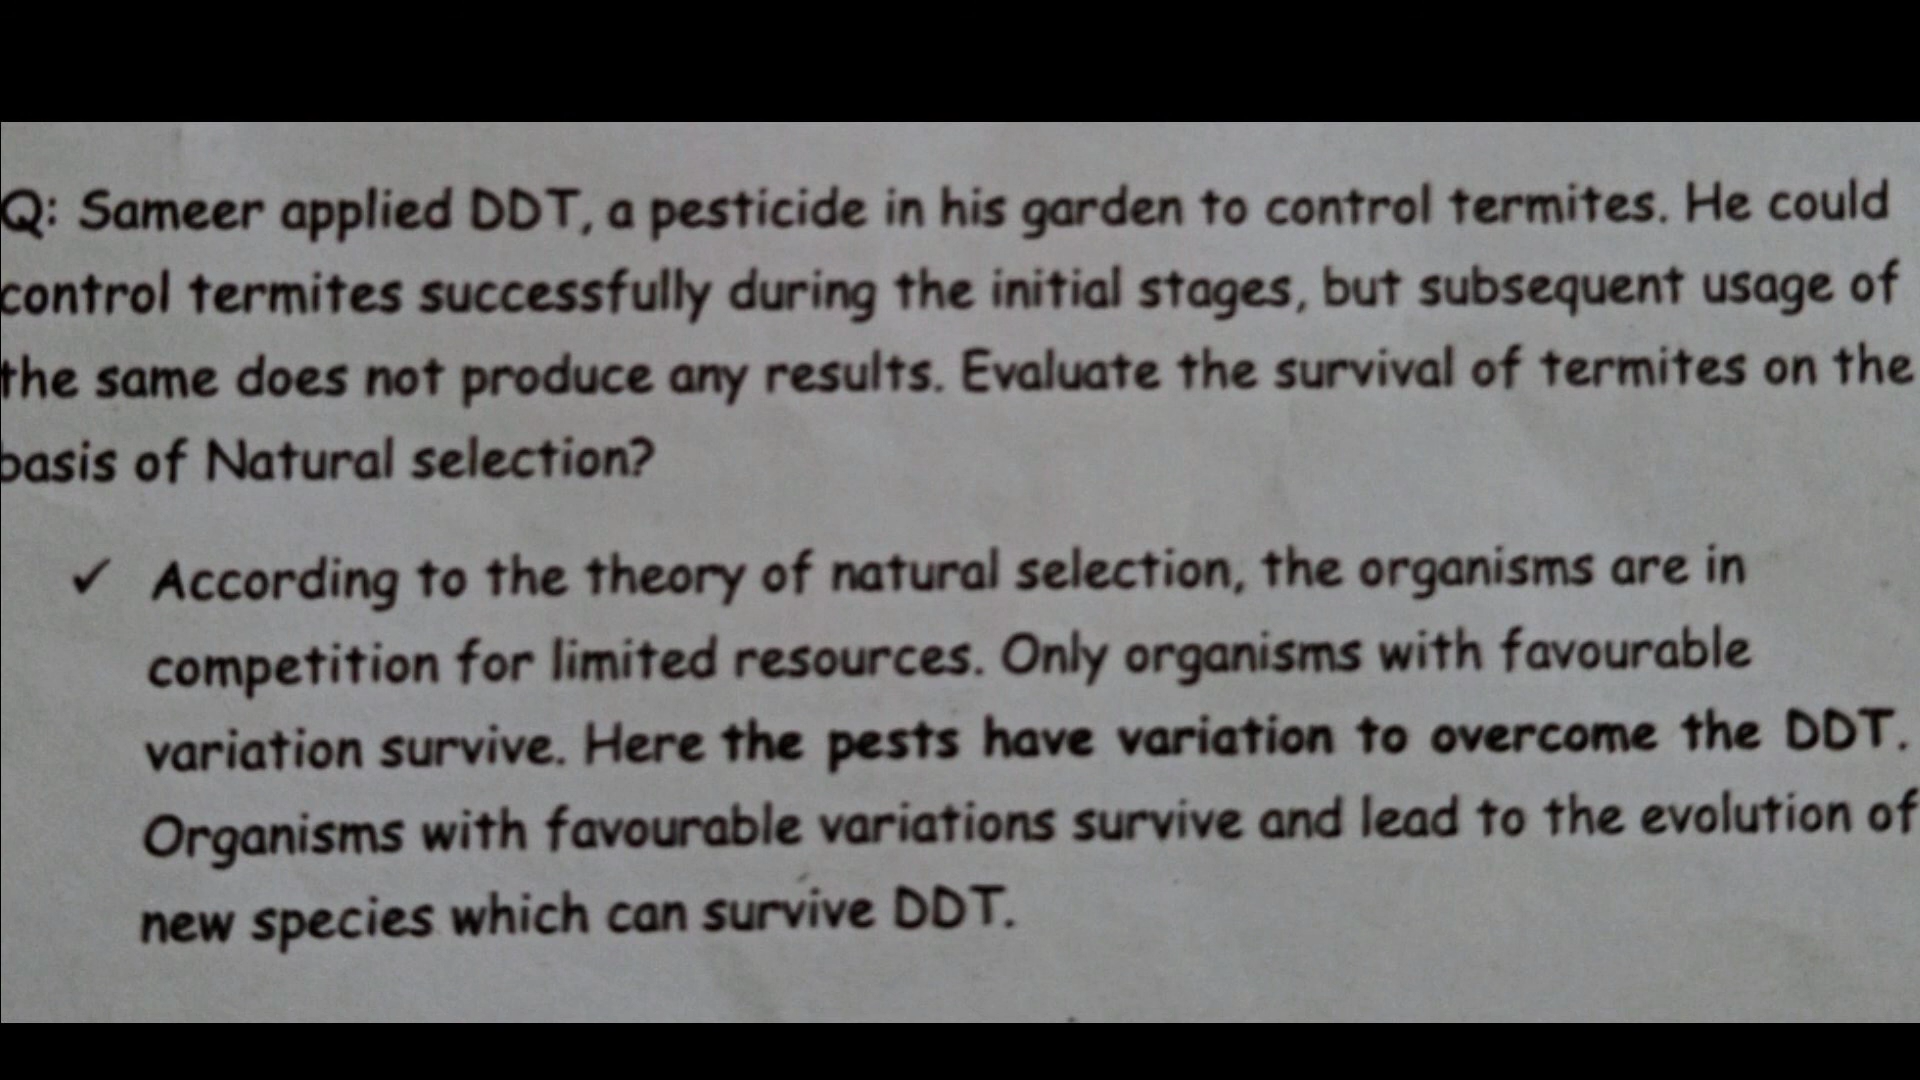 Q: Sameer applied DDT, a pesticide in his garden to control termites. He could
control termites successfully during the initial stages, but subsequent usage of
the same does not produce any results. Evaluate the survival of termites on the
basis of Natural selection?
✓ According to the theory of natural selection, the organisms are in
competition for limited resources. Only organisms with favourable
variation survive. Here the pests have variation to overcome the DDT.
Organisms with favourable variations survive and lead to the evolution of
new species which can survive DDT.